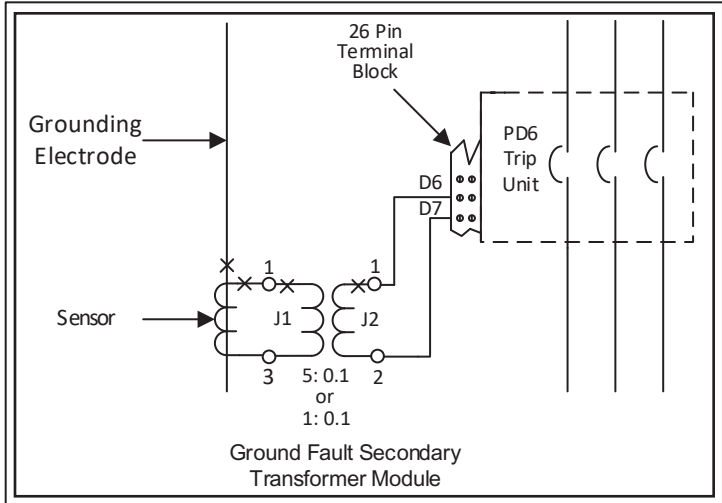 26 Pin
Terminal
Block
Grounding
Electrode
PD6
Trip
Unit
D6
D7
1
1
Sensor
J1
J2
3
2
5: 0.1
or
1: 0.1
Ground Fault Secondary
Transformer Module